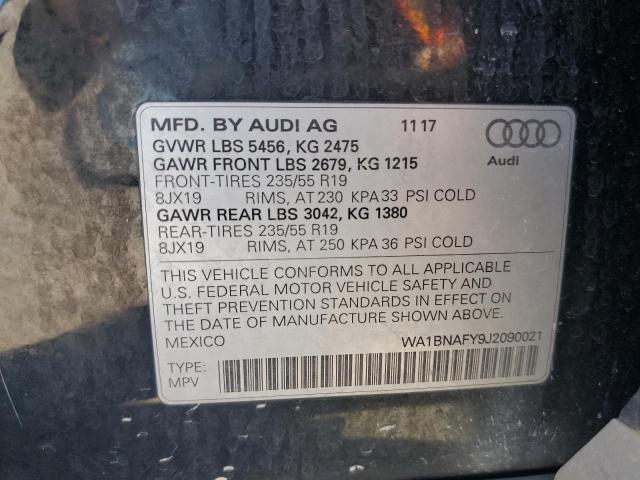 MFD. BY AUDI AG 11 17
GVWR LBS 5456, KG 2475
GAWR FRONT LBS 2679, KG 1215
FRONT-TIRES 235/55 R19
8JX19 RIMS, AT 230 KPA 33 PSI COLD
GAWR REAR LBS 3042, KG 1380
REAR-TIRES 235/55 R19
8JX19 RIMS, AT 250 KPA 36 PSI COLD
Audi
THIS VEHICLE CONFORMS TO ALL APPLICABLE
U.S. FEDERAL MOTOR VEHICLE SAFETY AND
THEFT PREVENTION STANDARDS IN EFFECT ON
THE DATE OF MANUFACTURE SHOWN ABOVE.
MEXICO WA1BNAFY9J2090021
TYPE:
MPV